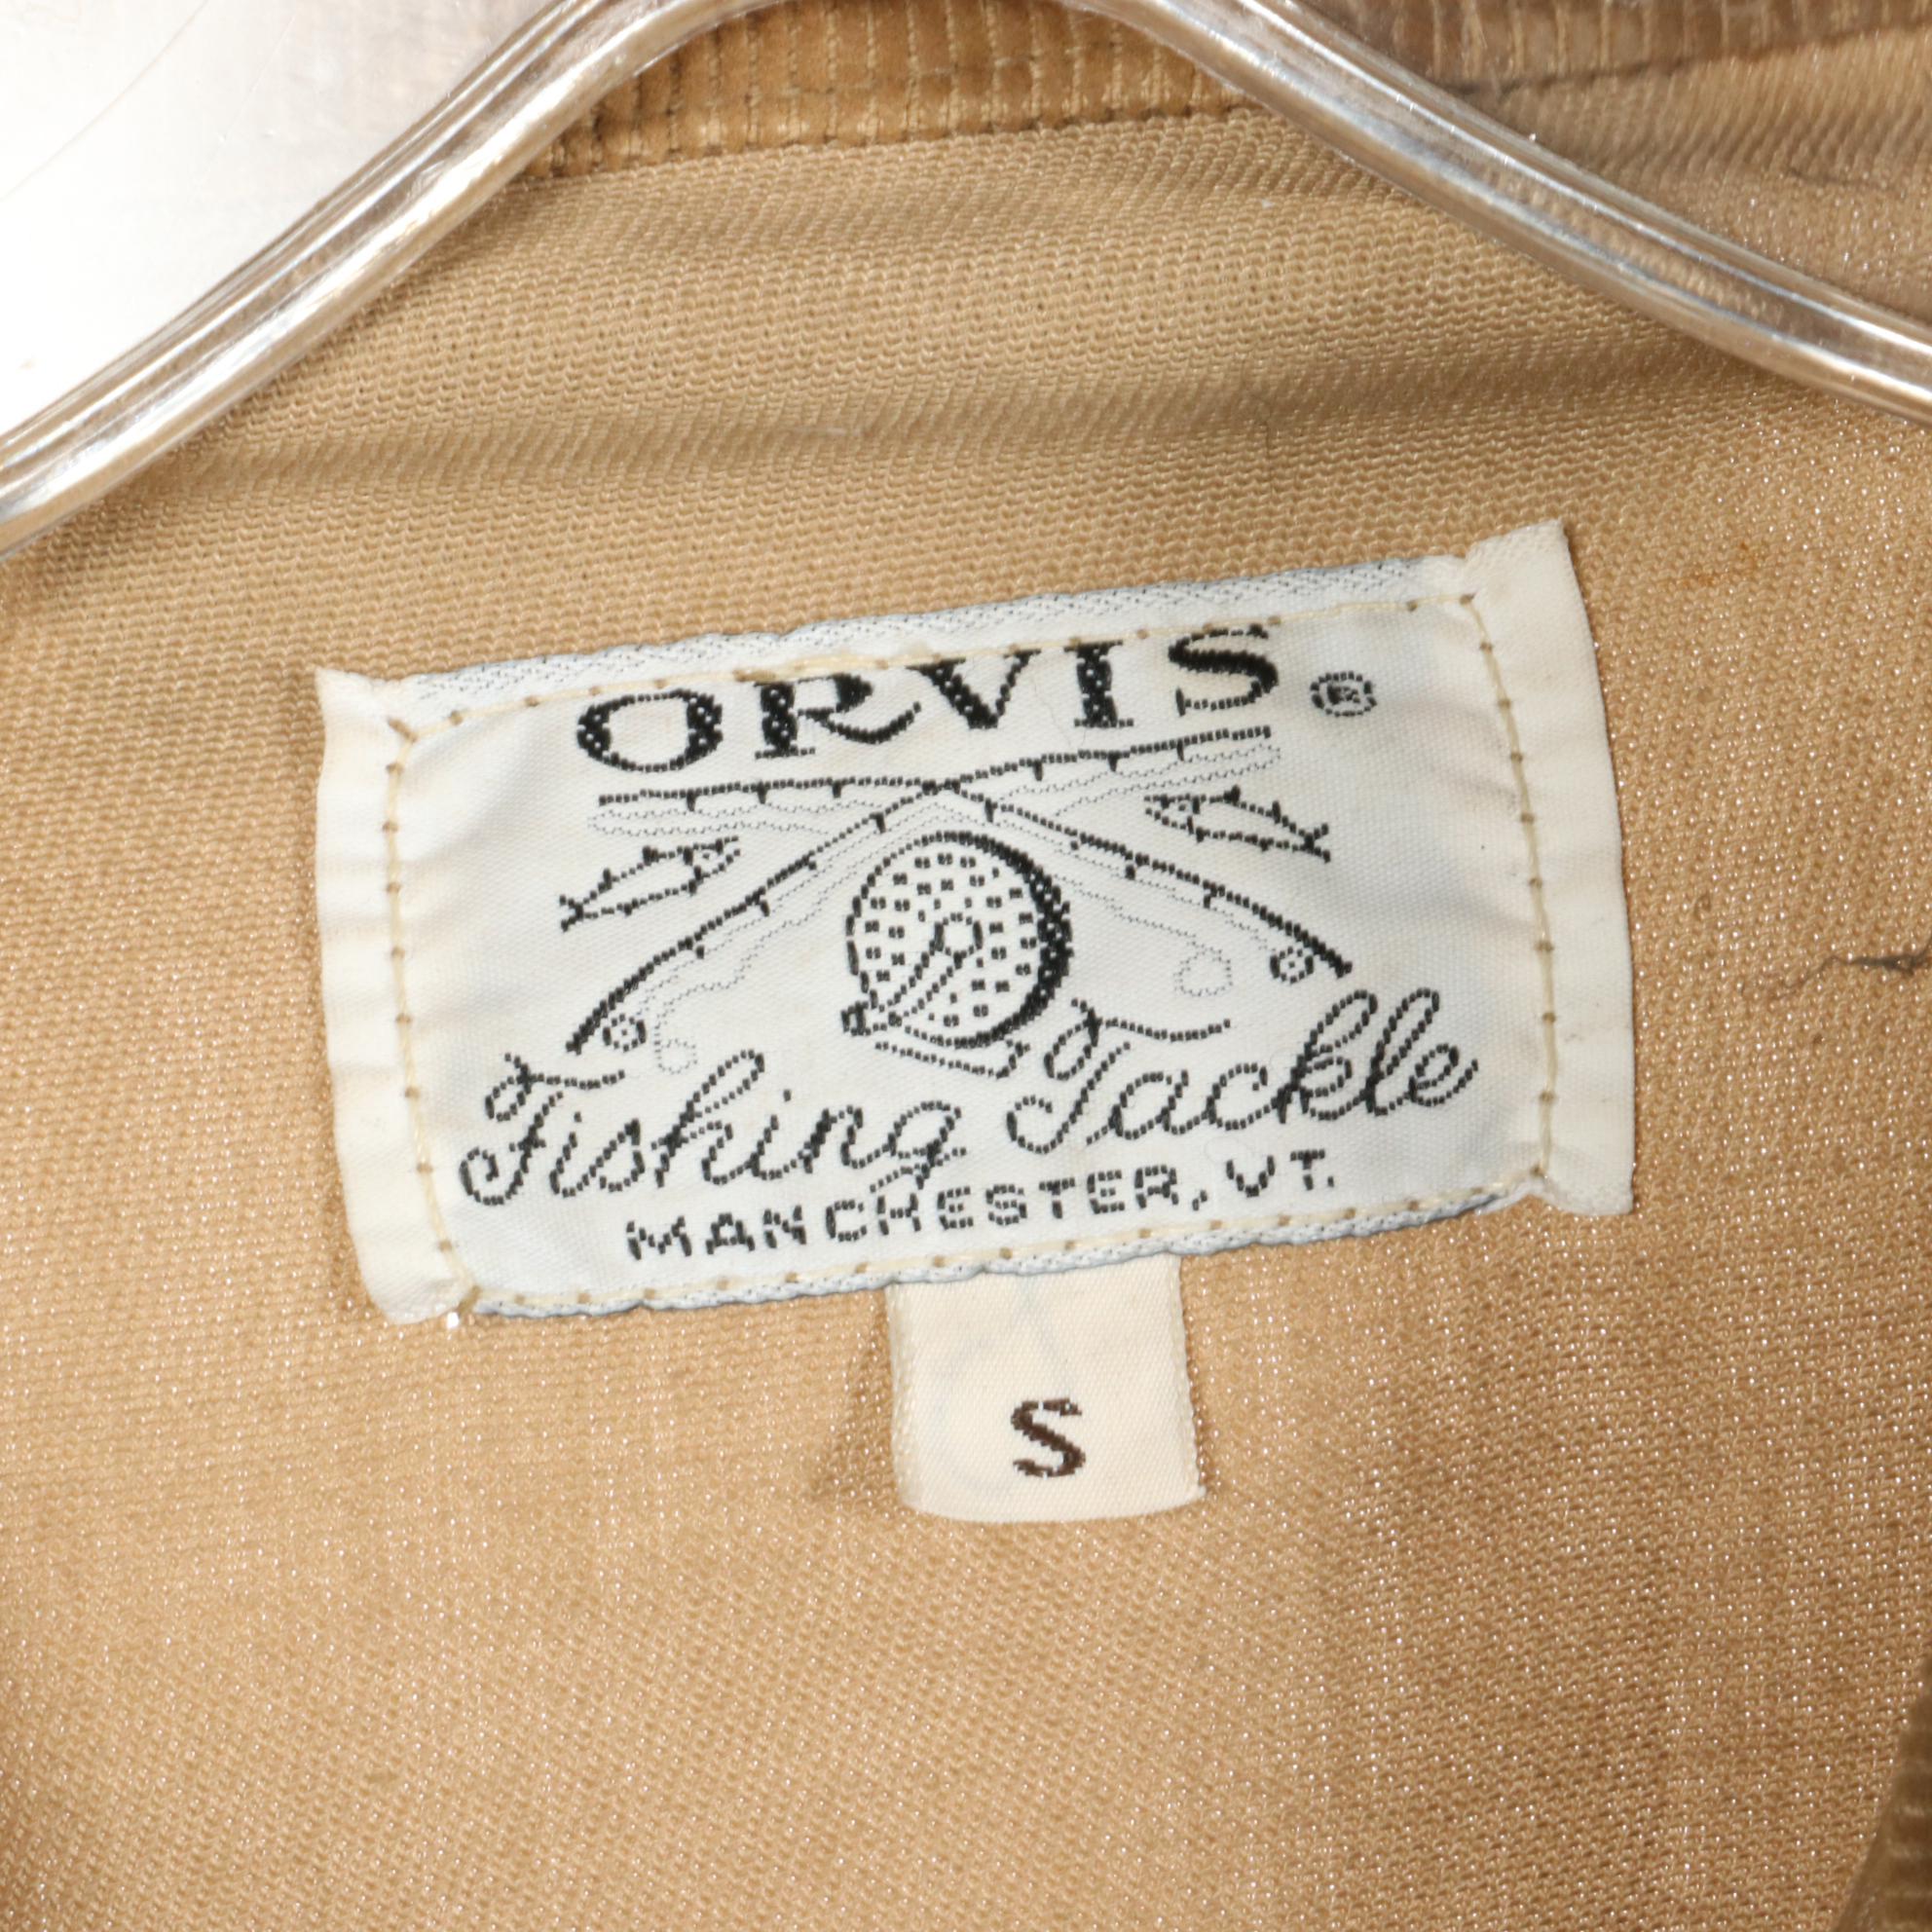 ORVIS®
Fishing Tackle
MANCHESTER, VT.
S